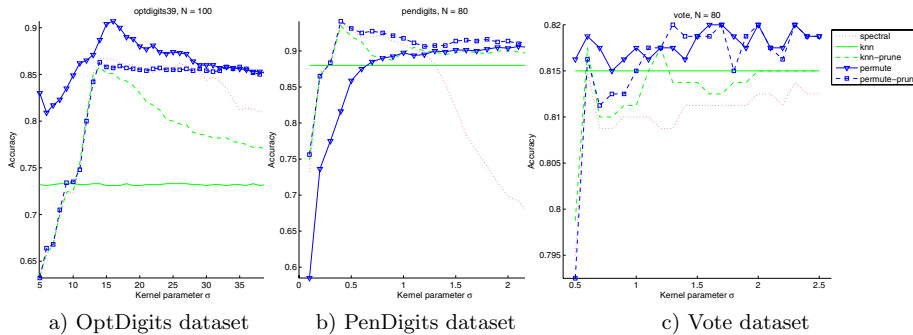 optdigits39, N = 100
0.9
0.85
0.8
0.75
0.7
0.65
Accuracy
5 10 15 20 25 30 35
Kernel parameter σ
a) OptDigits dataset
pendigits, N = 80
0.9
0.85
0.8
0.75
0.7
0.65
0.6
Accuracy
0 0.5 1 1.5 2
Kernel parameter σ
b) PenDigits dataset
vote, N = 80
0.82
0.815
0.81
0.805
0.8
0.795
Accuracy
0.5 1 1.5 2 2.5
Kernel parameter σ
c) Vote dataset
spectral
knn
knn-prune
permute
permute-prun